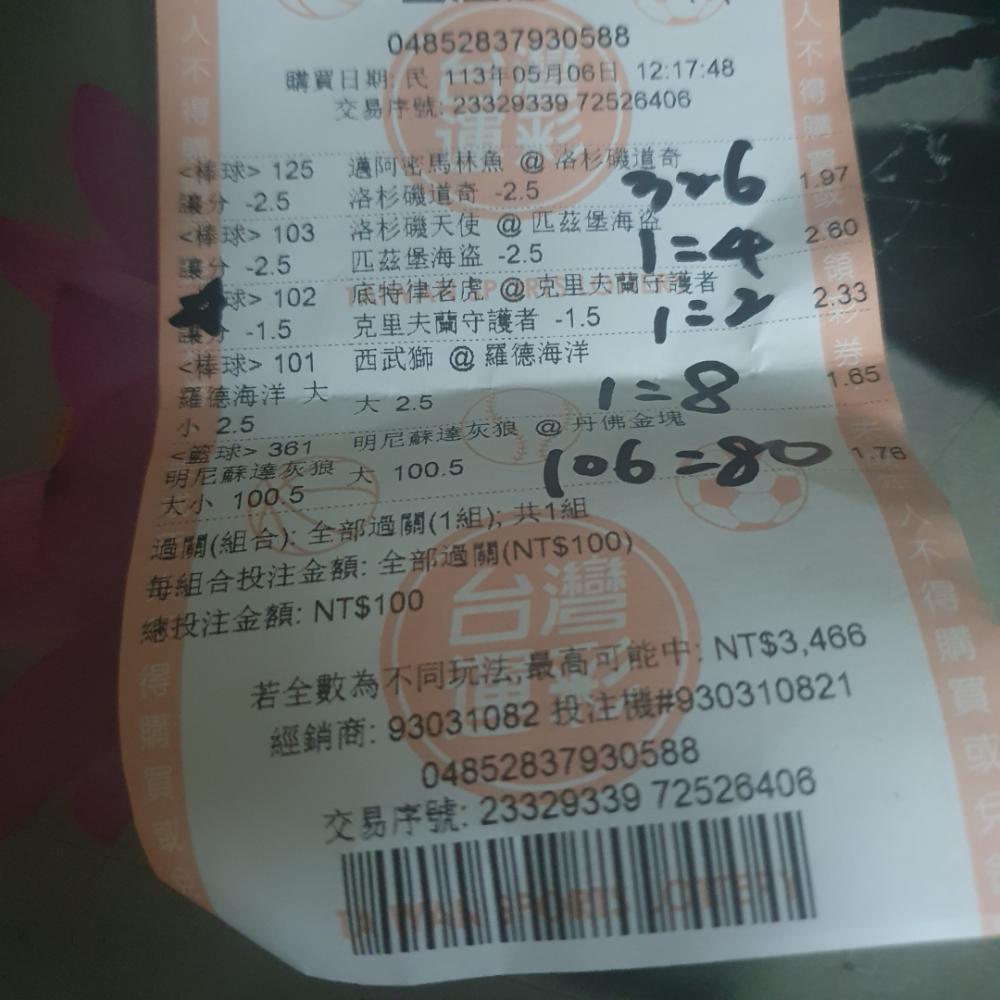 04852837930588
購買日期: 民 113年05月06日 12:17:48
交易序號: 23329339 72526406
<棒球> 125 邁阿密馬林魚 @ 洛杉磯道奇
讓分 -2.5 洛杉磯道奇 -2.5 1.97
<棒球> 103 洛杉磯天使 @ 匹茲堡海盜
讓分 -2.5 匹茲堡海盜 -2.5 1=4 2.60
球> 102 底特律老虎 @ 克里夫蘭守護者
讓分 -1.5 克里夫蘭守護者 -1.5 1=2 2.33
<棒球> 101 西武獅 @ 羅德海洋
羅德海洋 大 大 2.5 1=8 1.65
小 2.5
<籃球> 361 明尼蘇達灰狼 @ 丹佛金塊
明尼蘇達灰狼 大 100.5 106=80 1.76
大小 100.5
過關(組合): 全部過關(1組); 共1組
每組合投注金額: 全部過關(NT$100)
總投注金額: NT$100
台灣
運彩
若全數為不同玩法,最高可能中: NT$3,466
經銷商: 93031082 投注機#930310821
04852837930588
交易序號: 23329339 72526406
TAIWAN SPORTS LOTTERY